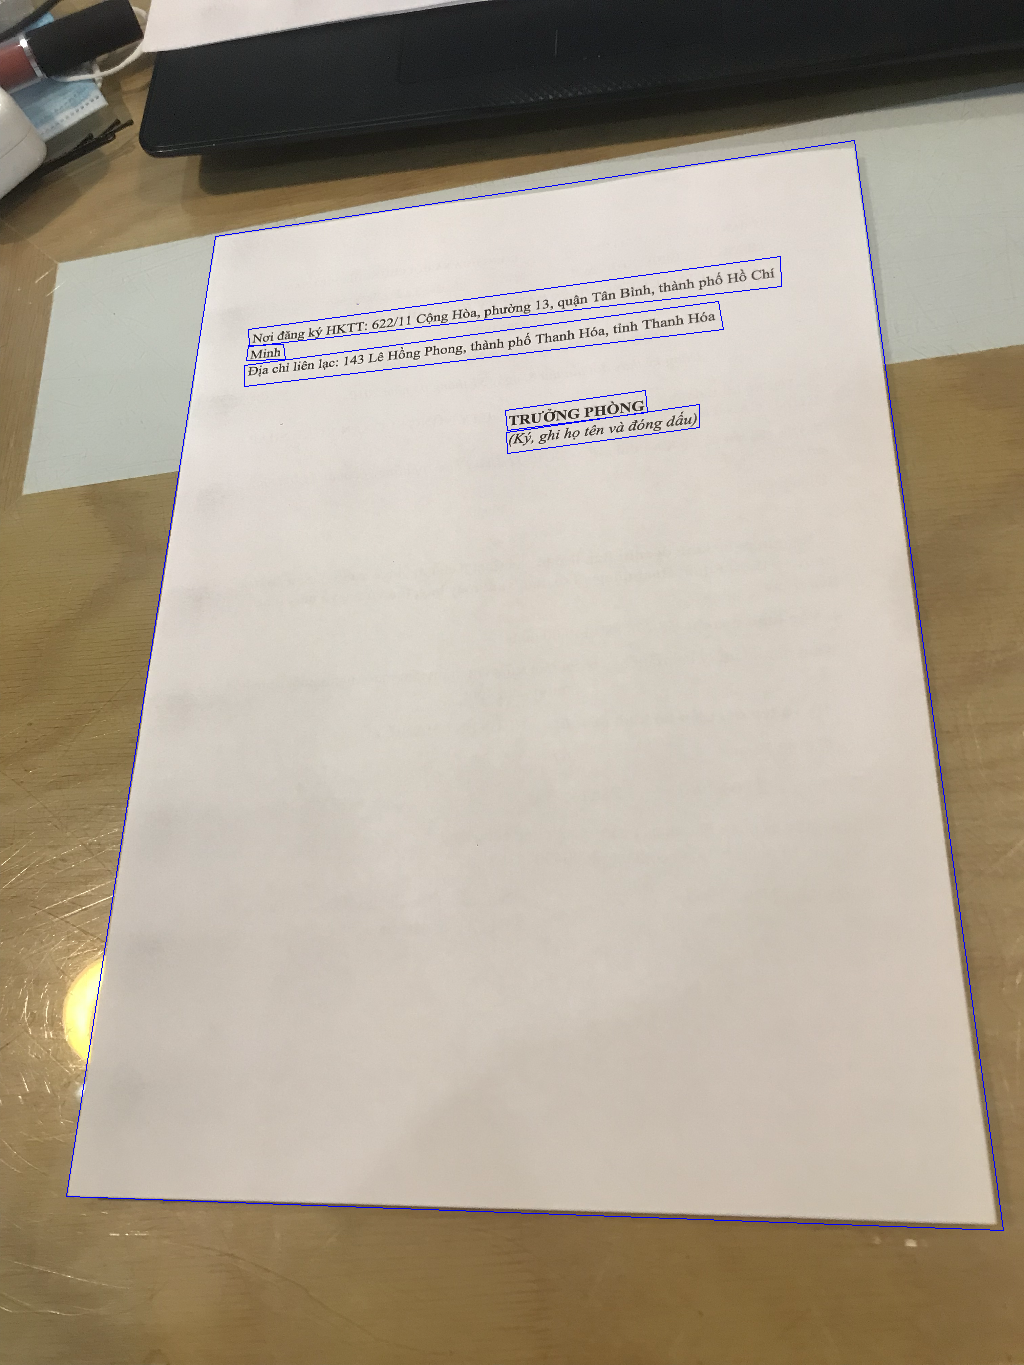 Nơi đăng ký HKTT: 622/11 Cộng Hòa, phường 13, quận Tân Bình, thành phố Hồ Chí
Minh
Địa chỉ liên lạc: 143 Lê Hồng Phong, thành phố Thanh Hóa, tỉnh Thanh Hóa
TRƯỞNG PHÒNG
(Ký, ghi họ tên và đóng dấu)